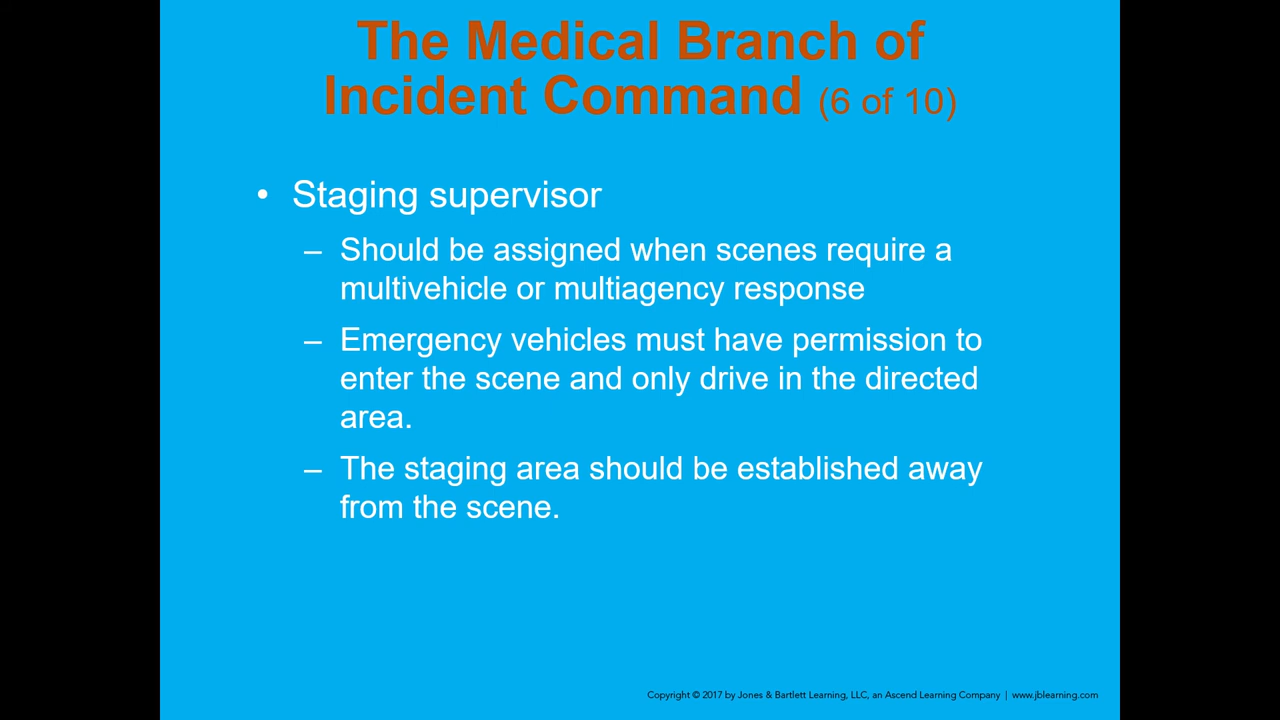 The Medical Branch of
Incident Command (6 of 10)
• Staging supervisor
– Should be assigned when scenes require a
multivehicle or multiagency response
– Emergency vehicles must have permission to
enter the scene and only drive in the directed
area.
– The staging area should be established away
from the scene.
Copyright © 2017 by Jones & Bartlett Learning, LLC, an Ascend Learning Company | www.jblearning.com